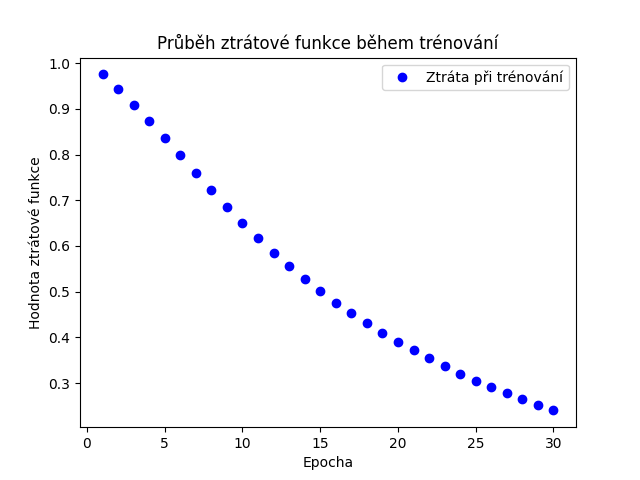 Průběh ztrátové funkce během trénování
Ztráta při trénování
Hodnota ztrátové funkce
1.0
0.9
0.8
0.7
0.6
0.5
0.4
0.3
0 5 10 15 20 25 30
Epocha